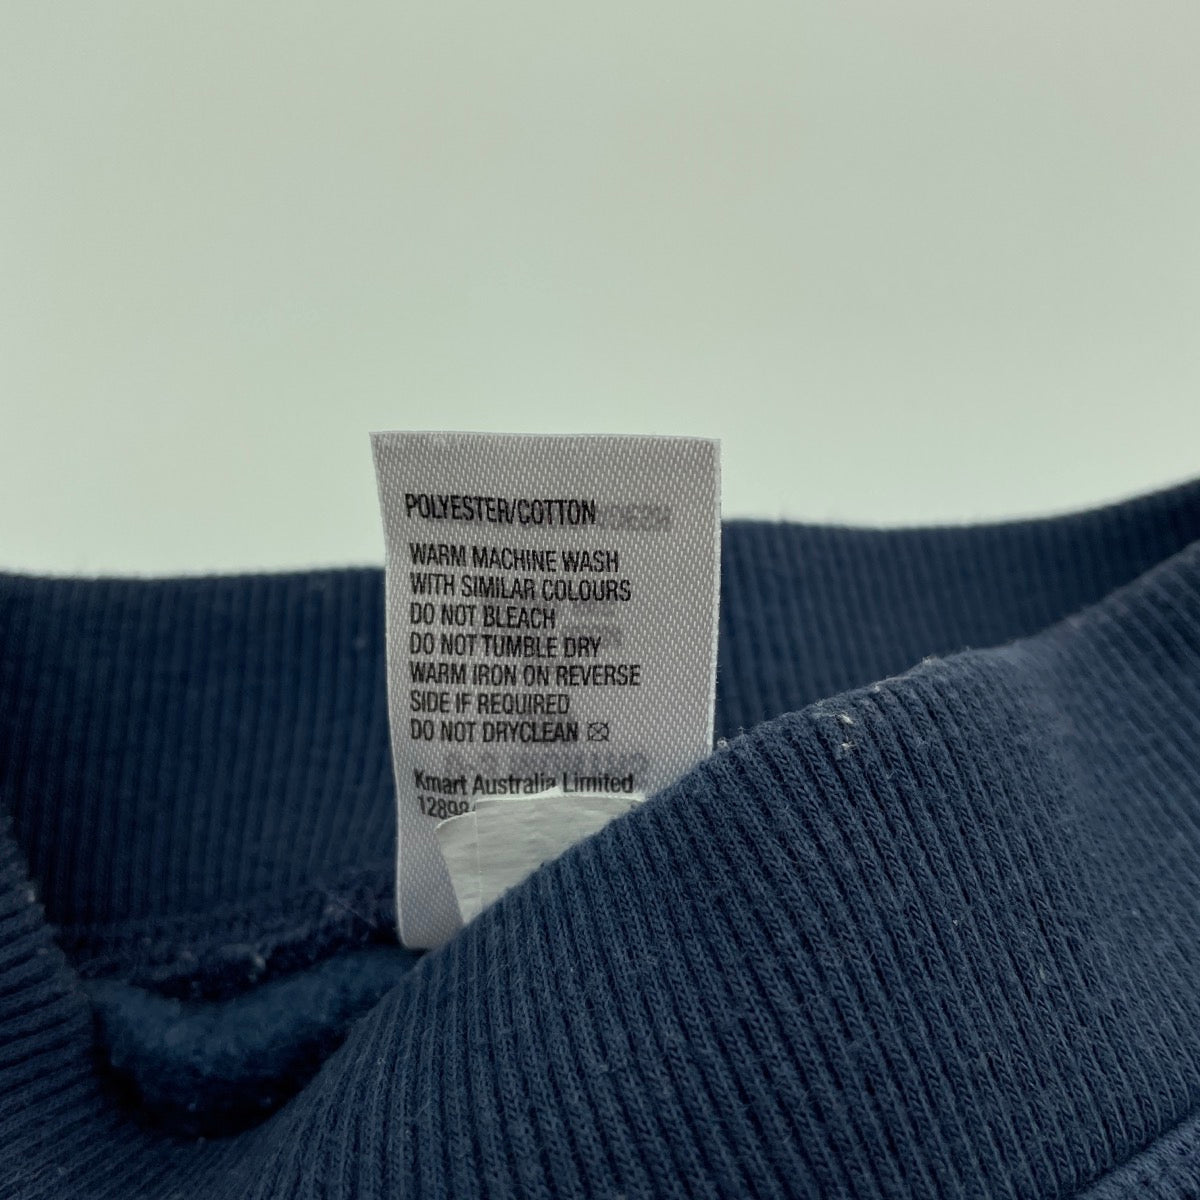 POLYESTER/COTTON
WARM MACHINE WASH
WITH SIMILAR COLOURS
DO NOT BLEACH
DO NOT TUMBLE DRY
WARM IRON ON REVERSE
SIDE IF REQUIRED
DO NOT DRYCLEAN
Kmart Australia Limited
12898